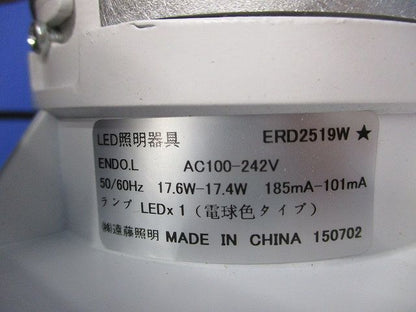 LED照明器具 ERD2519W ★
ENDO.L AC100-242V
50/60Hz 17.6W-17.4W 185mA-101mA
ランプ LEDx1 (電球色タイプ)
㈱遠藤照明 MADE IN CHINA 150702